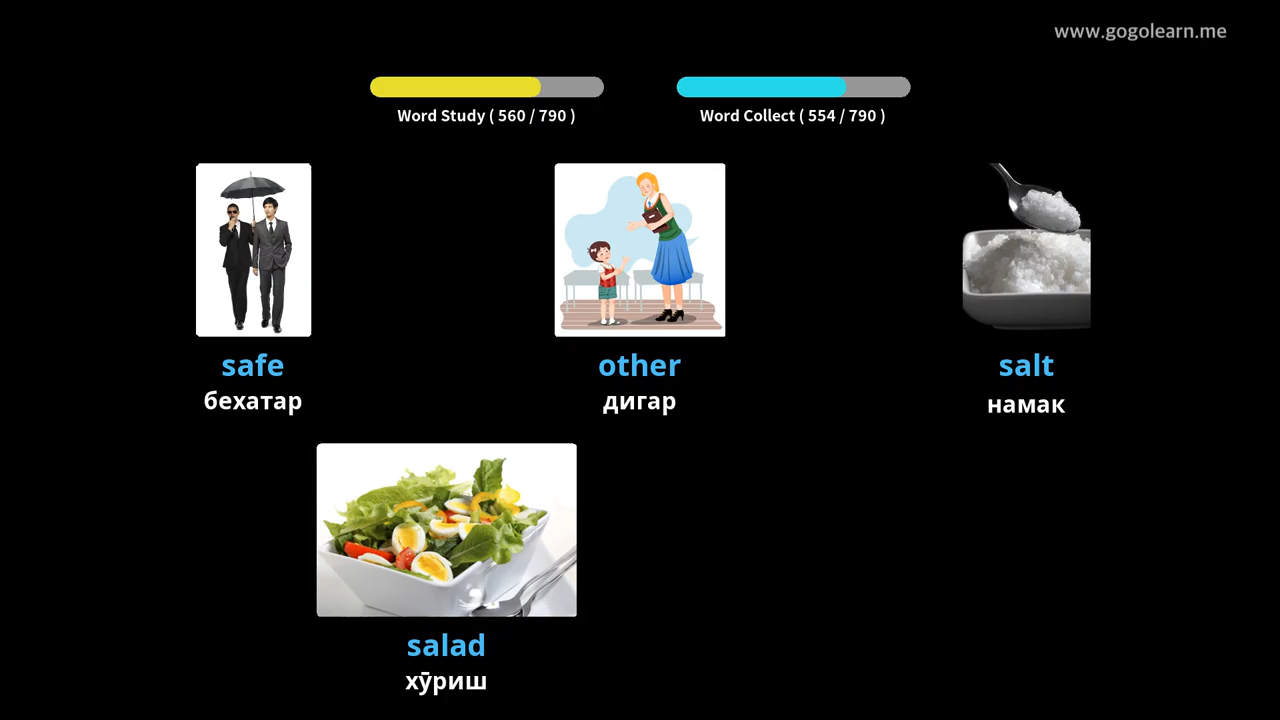 www.gogolearn.me
Word Study ( 560 / 790 )
Word Collect ( 554 / 790 )
safe
бехатар
other
дигар
salt
намак
salad
хӯриш